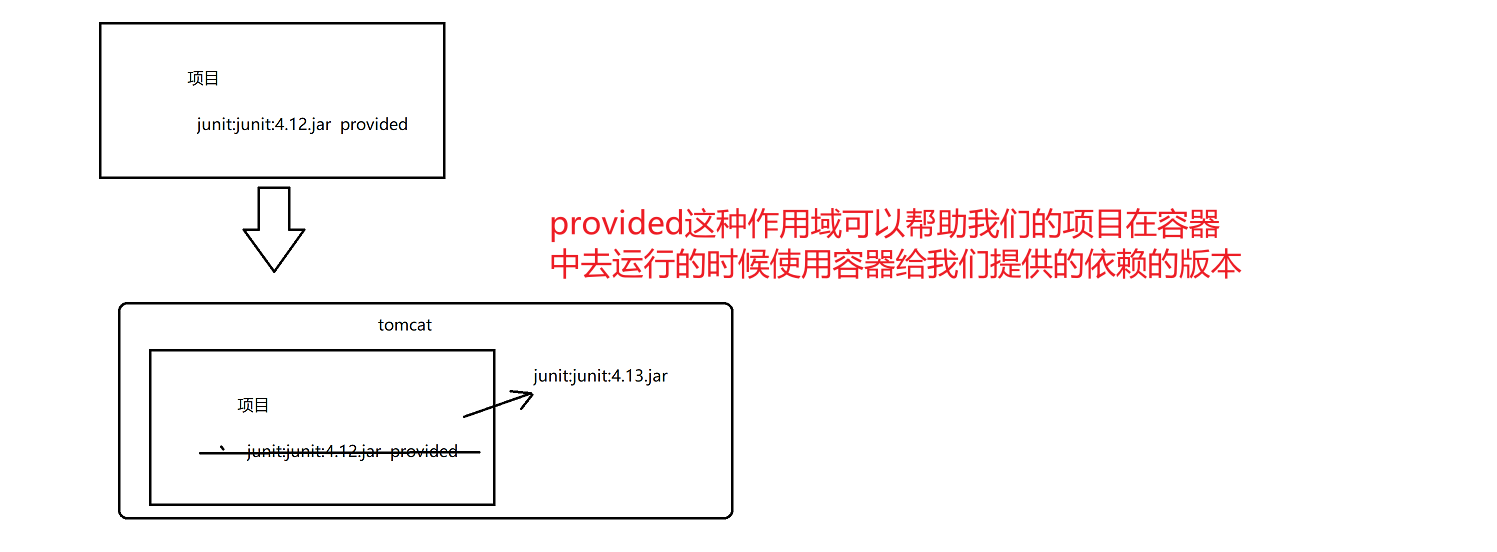 项目
junit:junit:4.12.jar provided
provided这种作用域可以帮助我们的项目在容器
中去运行的时候使用容器给我们提供的依赖的版本
tomcat
junit:junit:4.13.jar
项目
junit:junit:4.12.jar provided